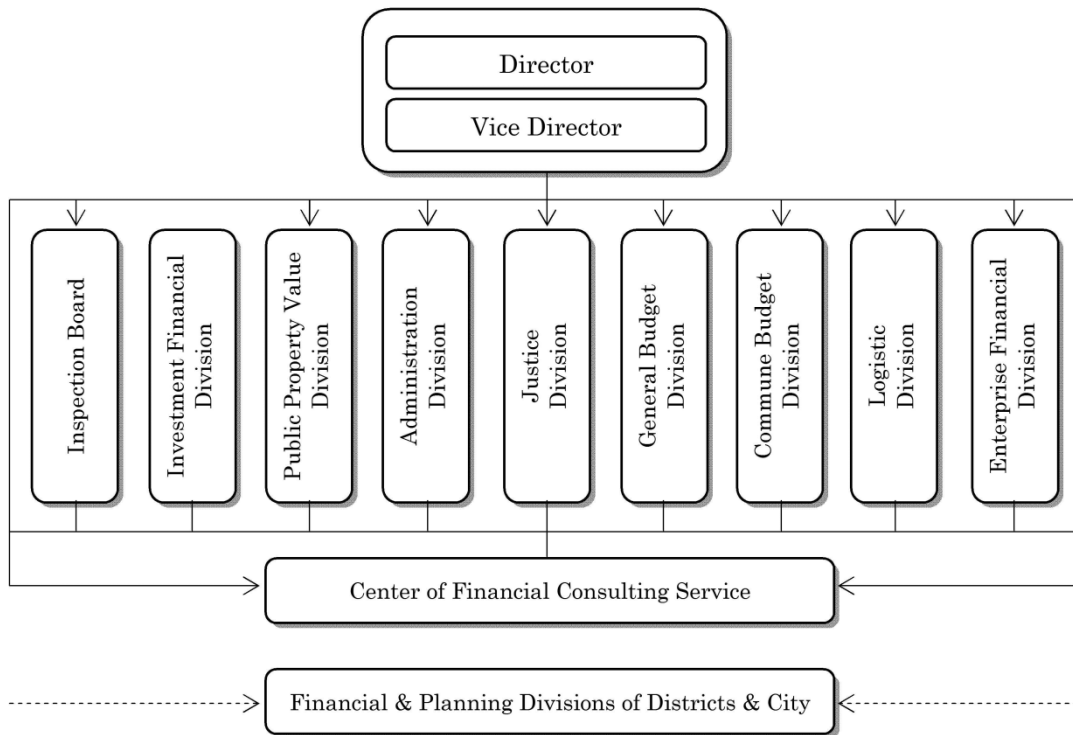 Director
Vice Director
Inspection Board
Investment Financial
Division
Public Property Value
Division
Administration
Division
Justice
Division
General Budget
Division
Commune Budget
Division
Logistic
Division
Enterprise Financial
Division
Center of Financial Consulting Service
Financial & Planning Divisions of Districts & City